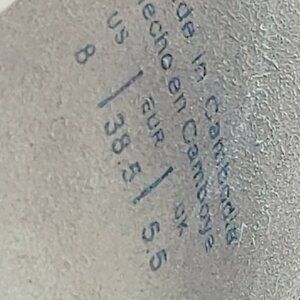 de in Cambodia
echo en Camboya
US | EUR | UK
8 | 38.5 | 5.5